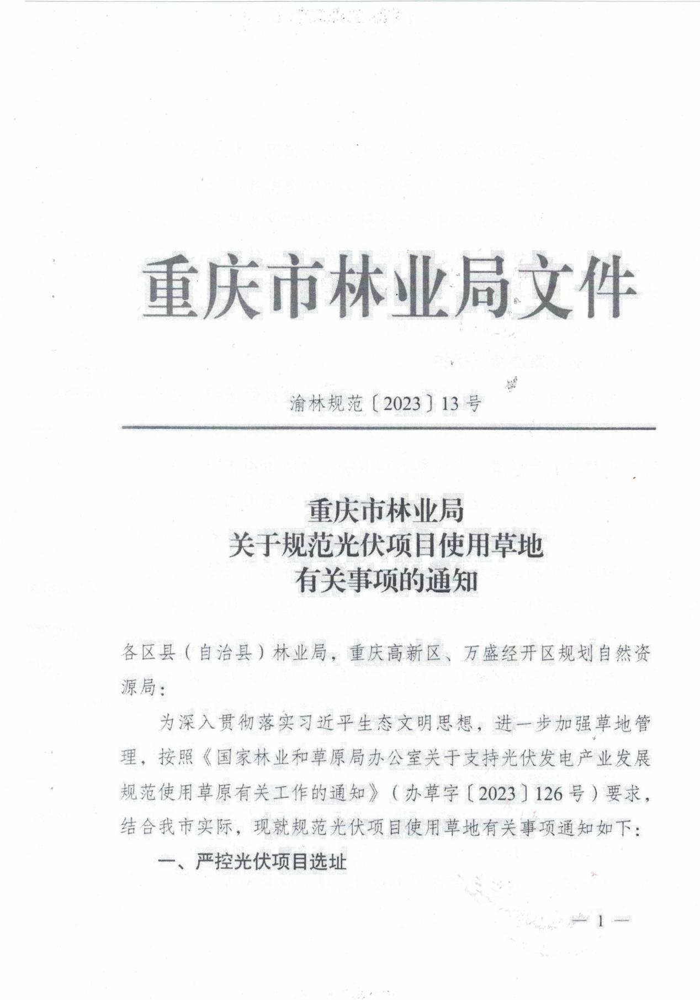 重庆市林业局文件
渝林规范〔2023〕13号
重庆市林业局
关于规范光伏项目使用草地
有关事项的通知
各区县（自治县）林业局，重庆高新区、万盛经开区规划自然资
源局：
为深入贯彻落实习近平生态文明思想，进一步加强草地管
理，按照《国家林业和草原局办公室关于支持光伏发电产业发展
规范使用草原有关工作的通知》（办草字〔2023〕126号）要求，
结合我市实际，现就规范光伏项目使用草地有关事项通知如下：
一、严控光伏项目选址
— 1 —